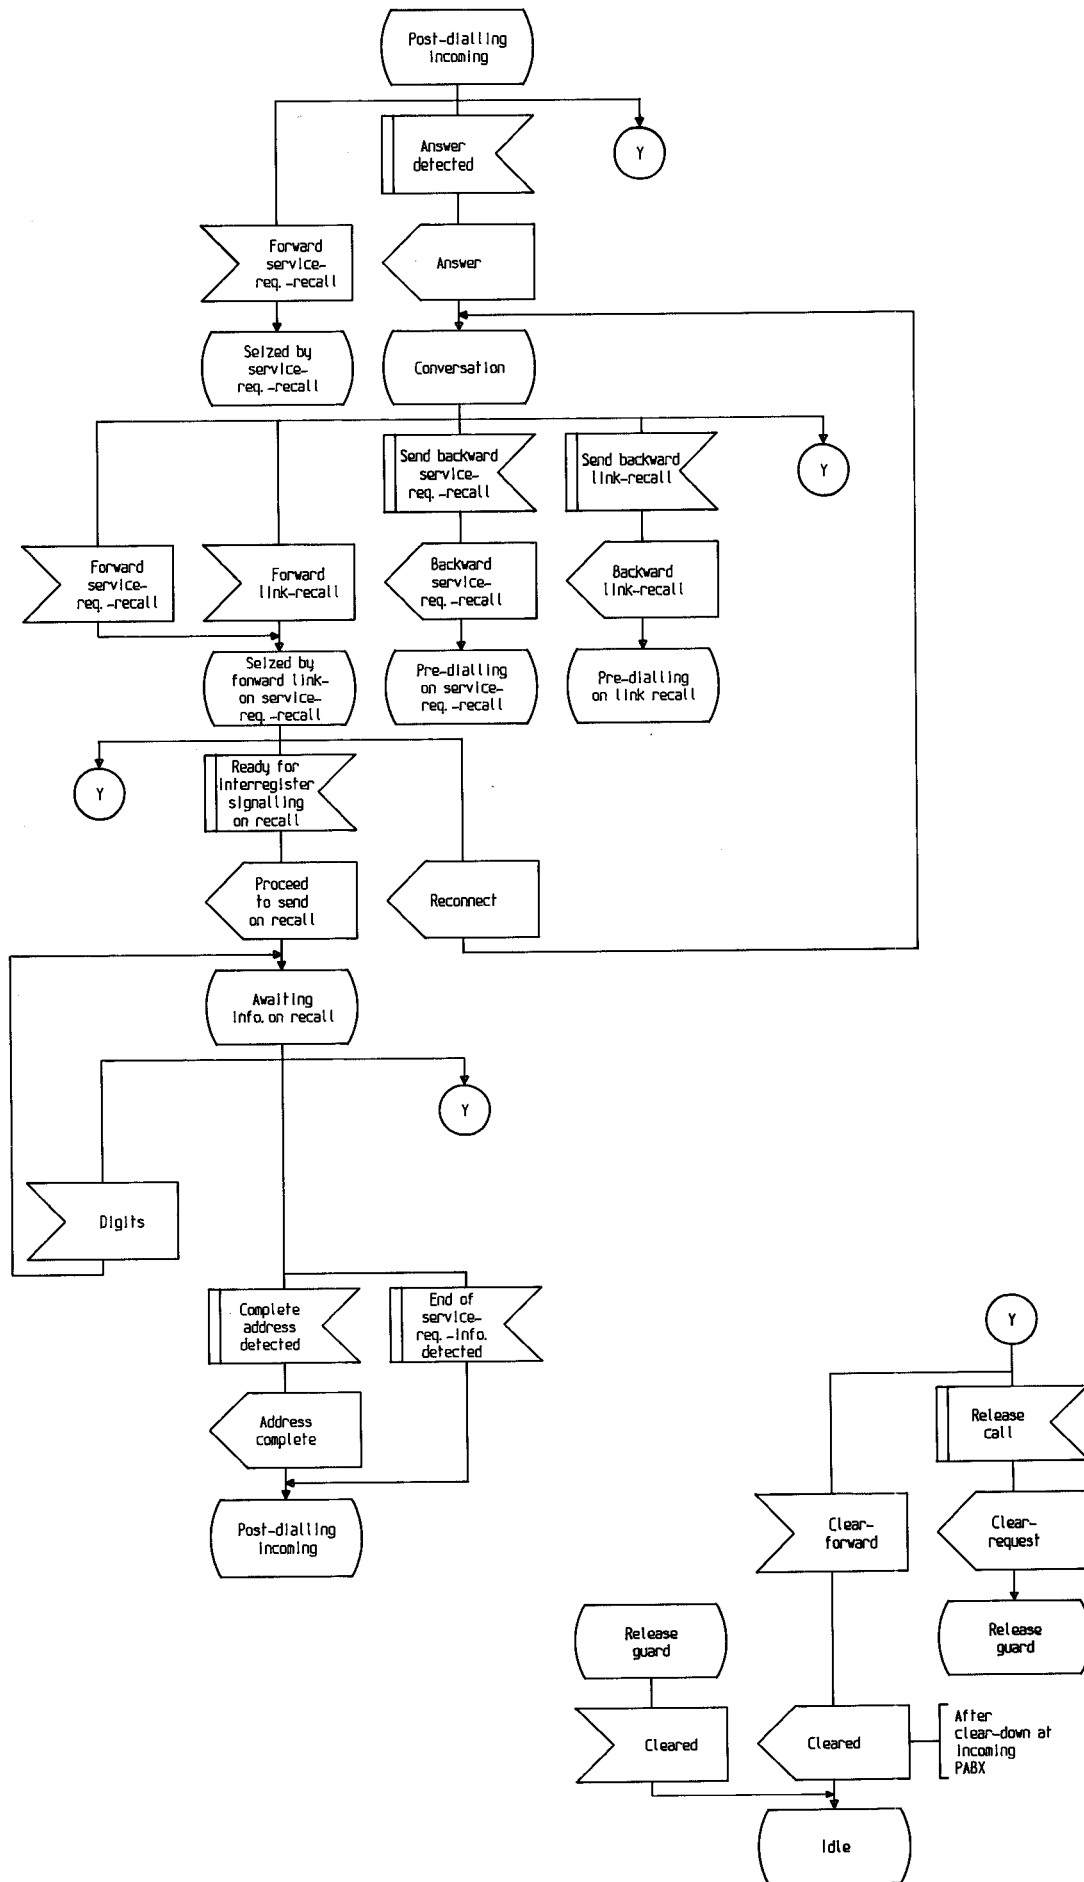 Post-dialling
incoming
Answer
detected
Y
Forward
service-
req.-recall
Answer
Seized by
service-
req.-recall
Conversation
Send backward
service-
req.-recall
Send backward
link-recall
Y
Forward
service-
req.-recall
Forward
link-recall
Backward
service-
req.-recall
Backward
link-recall
Seized by
forward link-
on service-
req.-recall
Pre-dialling
on service-
req.-recall
Pre-dialling
on link recall
Y
Ready for
interregister
signalling
on recall
Proceed
to send
on recall
Reconnect
Awaiting
info. on recall
Y
Digits
Complete
address
detected
End of
service-
req.-info.
detected
Address
complete
Post-dialling
incoming
Y
Release
call
Clear-
forward
Clear-
request
Release
guard
Release
guard
Cleared
Cleared
After
clear-down at
incoming
PABX
Idle